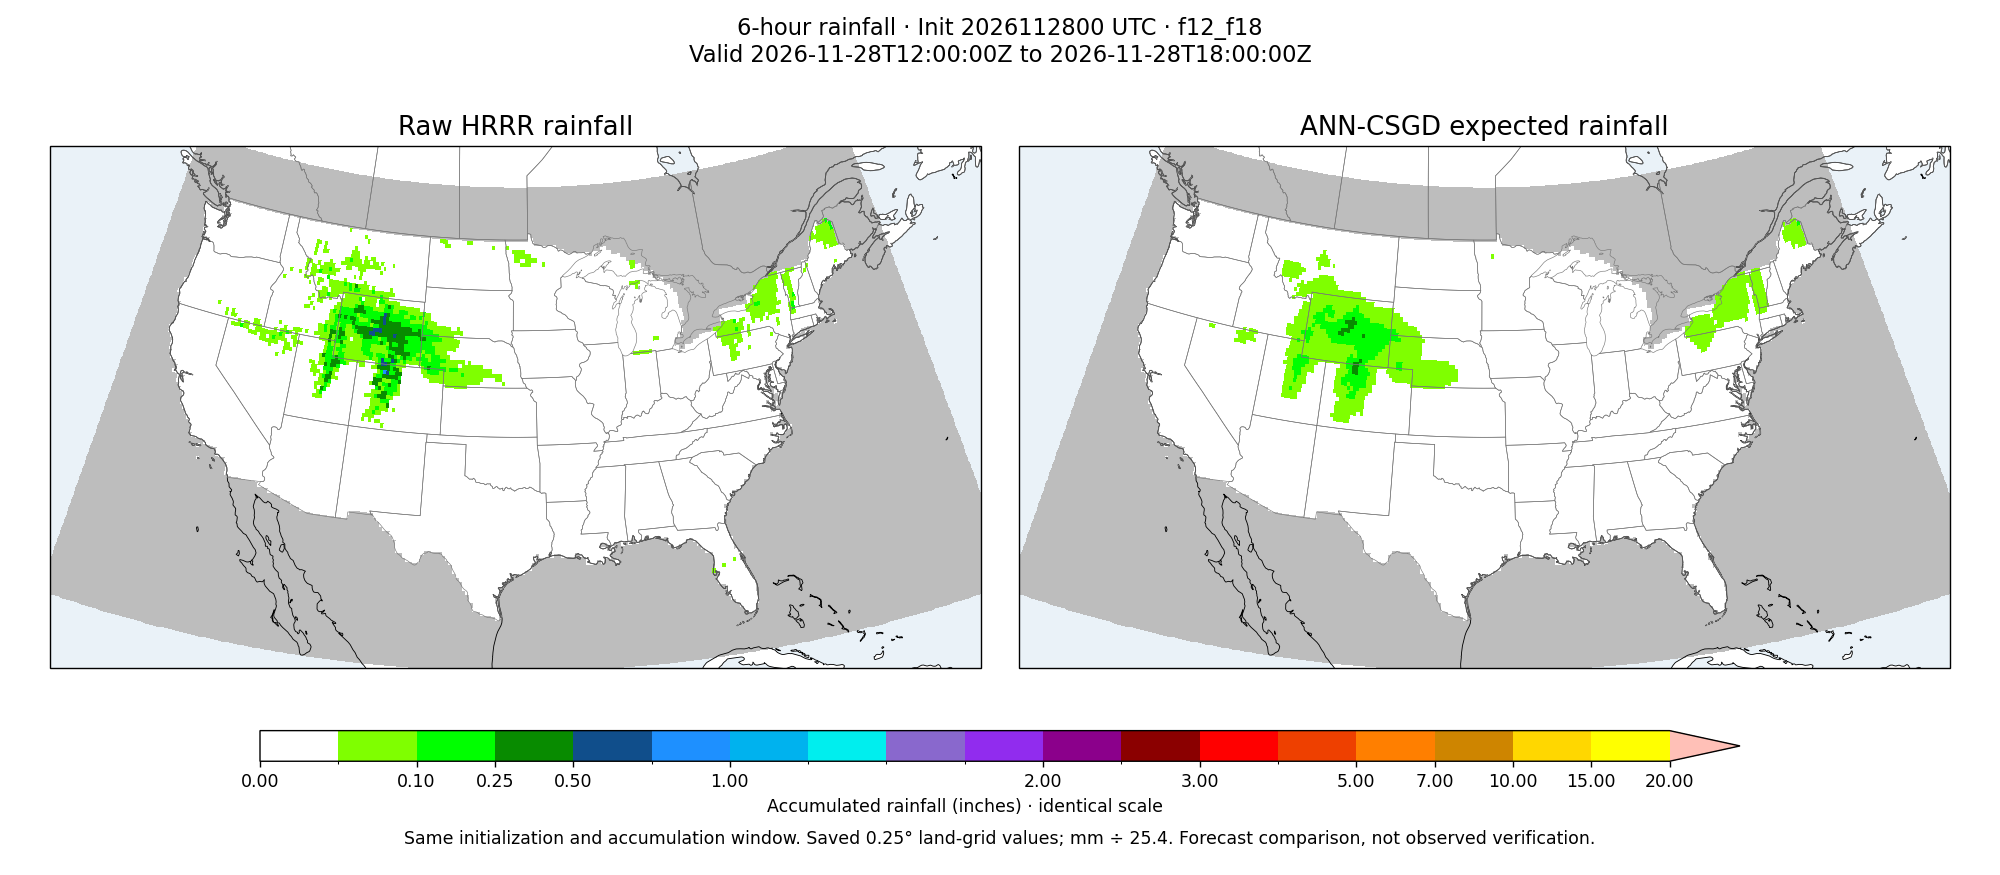 6-hour rainfall · Init 2026112800 UTC · f12_f18
Valid 2026-11-28T12:00:00Z to 2026-11-28T18:00:00Z
Raw HRRR rainfall
ANN-CSGD expected rainfall
0.00 0.10 0.25 0.50 1.00 2.00 3.00 5.00 7.00 10.00 15.00 20.00
Accumulated rainfall (inches) · identical scale
Same initialization and accumulation window. Saved 0.25° land-grid values; mm ÷ 25.4. Forecast comparison, not observed verification.